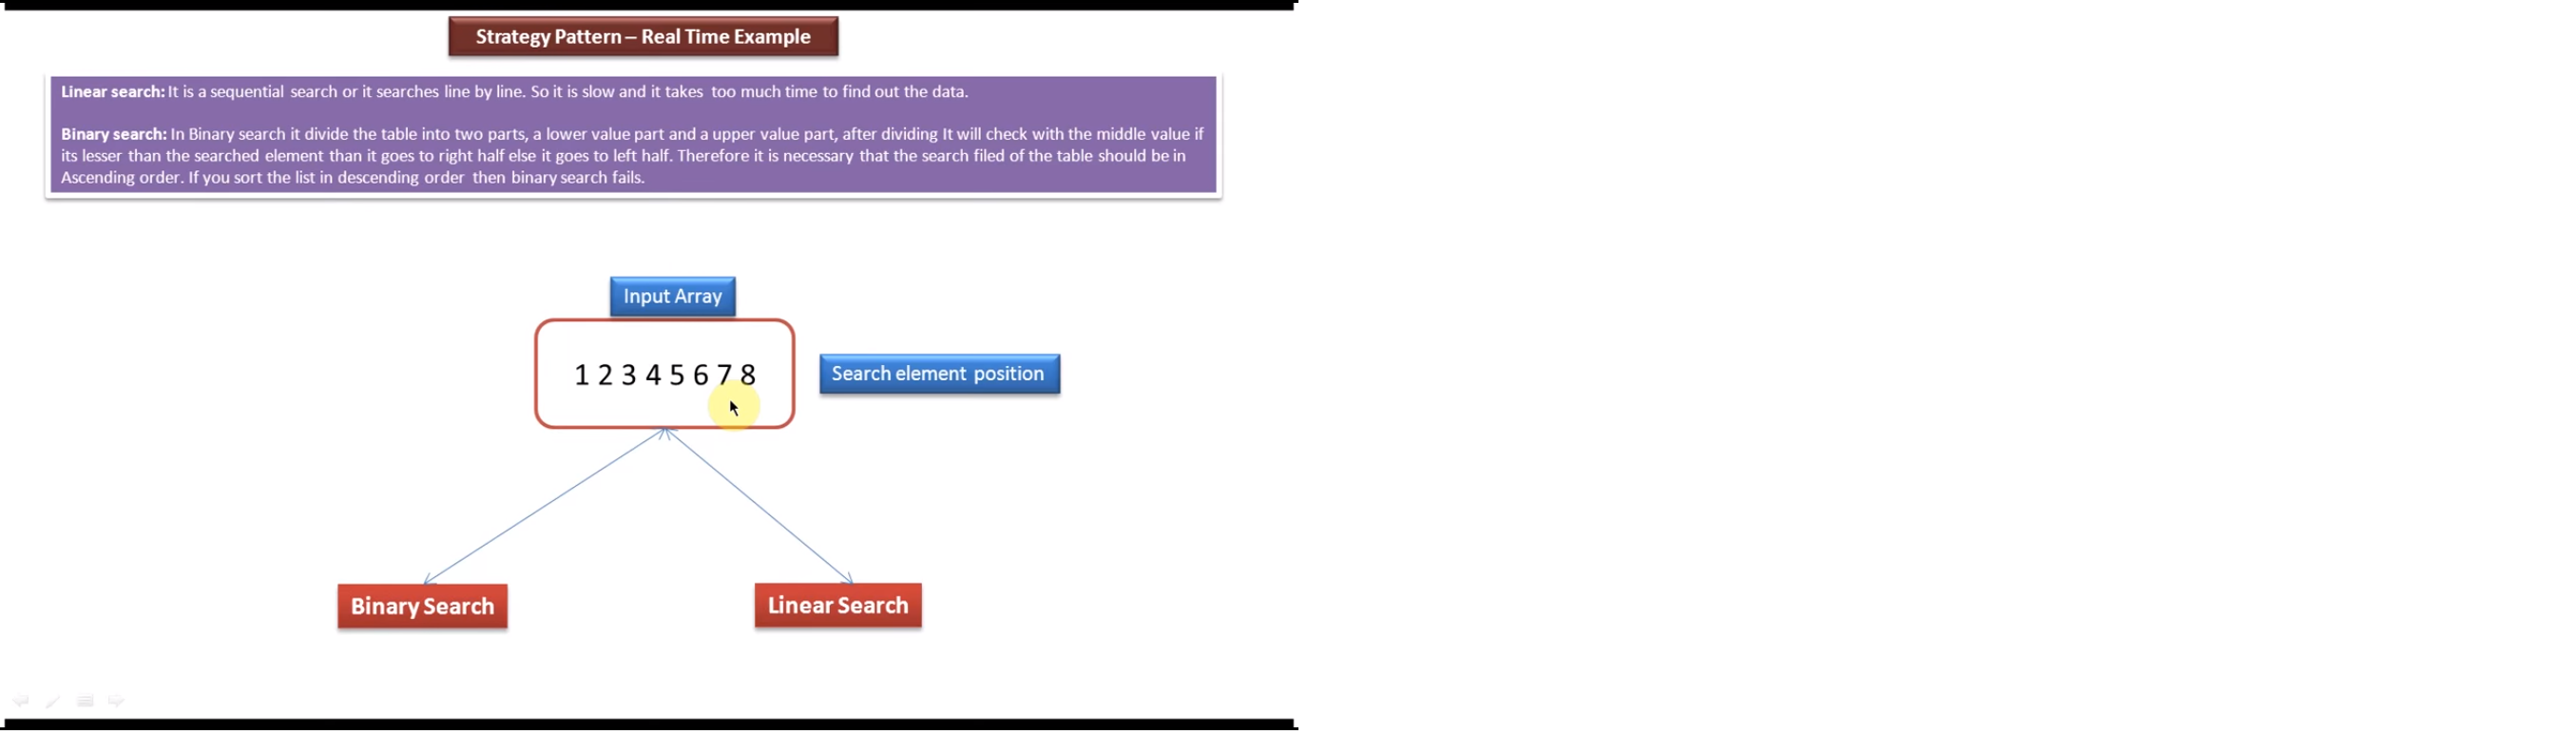 Strategy Pattern – Real Time Example
Linear search: It is a sequential search or it searches line by line. So it is slow and it takes too much time to find out the data.
Binary search: In Binary search it divide the table into two parts, a lower value part and a upper value part, after dividing It will check with the middle value if
its lesser than the searched element than it goes to right half else it goes to left half. Therefore it is necessary that the search filed of the table should be in
Ascending order. If you sort the list in descending order then binary search fails.
Input Array
1 2 3 4 5 6 7 8
Search element position
Binary Search
Linear Search